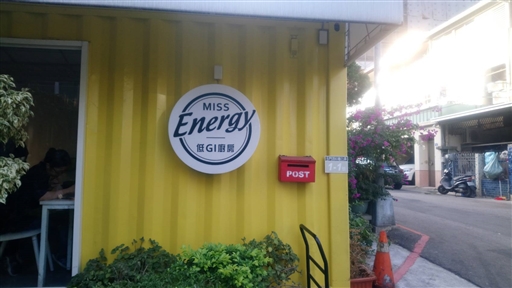 MISS
Energy
低GI廚房
POST